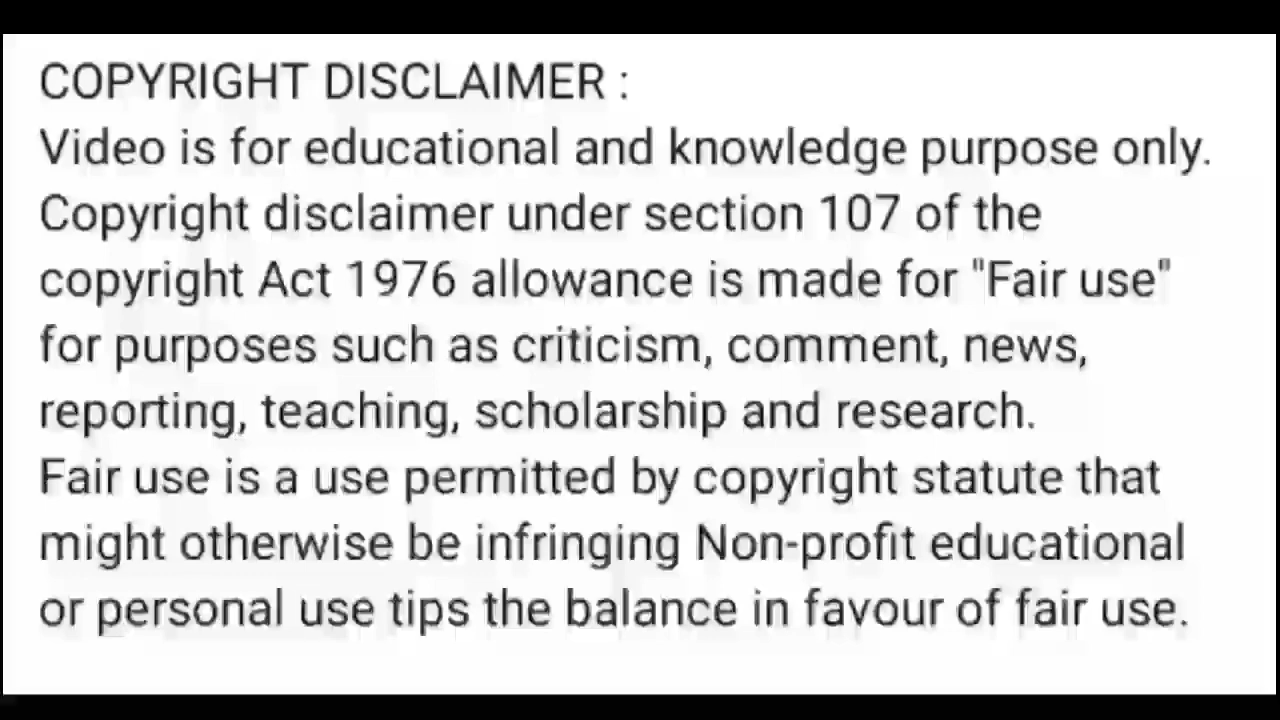 COPYRIGHT DISCLAIMER :
Video is for educational and knowledge purpose only.
Copyright disclaimer under section 107 of the
copyright Act 1976 allowance is made for "Fair use"
for purposes such as criticism, comment, news,
reporting, teaching, scholarship and research.
Fair use is a use permitted by copyright statute that
might otherwise be infringing Non-profit educational
or personal use tips the balance in favour of fair use.